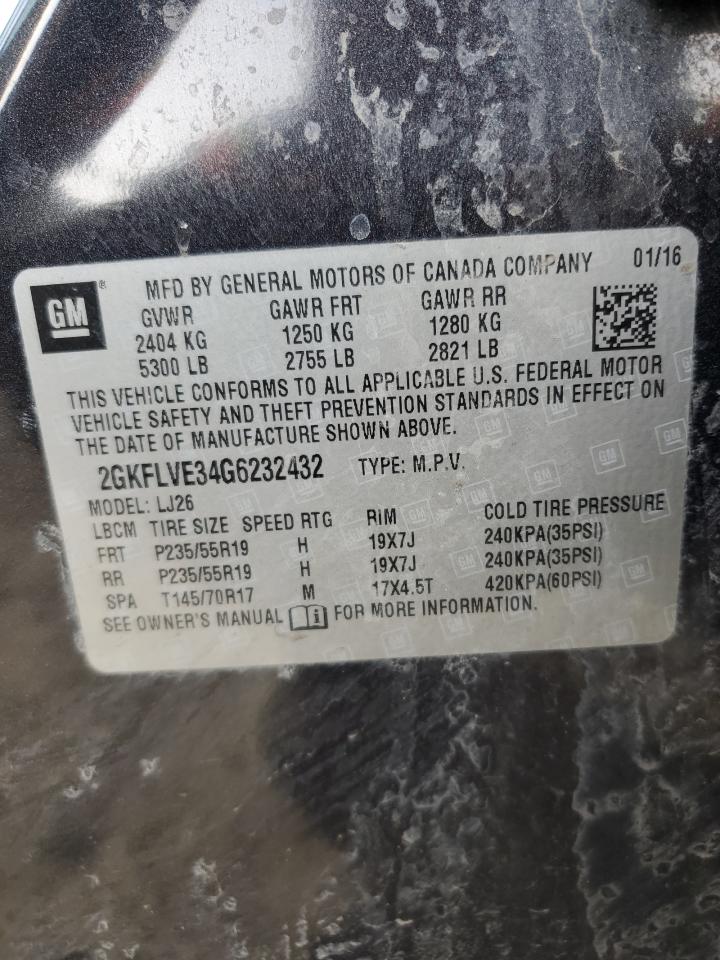 GM ® MFD BY GENERAL MOTORS OF CANADA COMPANY 01/16
GVWR GAWR FRT GAWR RR
2404 KG 1250 KG 1280 KG
5300 LB 2755 LB 2821 LB
THIS VEHICLE CONFORMS TO ALL APPLICABLE U.S. FEDERAL MOTOR
VEHICLE SAFETY AND THEFT PREVENTION STANDARDS IN EFFECT ON
THE DATE OF MANUFACTURE SHOWN ABOVE.
2GKFLVE34G6232432 TYPE: M.P.V.
MODEL: LJ26
LBCM TIRE SIZE SPEED RTG RIM COLD TIRE PRESSURE
FRT P235/55R19 H 19X7J 240KPA(35PSI)
RR P235/55R19 H 19X7J 240KPA(35PSI)
SPA T145/70R17 M 17X4.5T 420KPA(60PSI)
SEE OWNER'S MANUAL i FOR MORE INFORMATION.